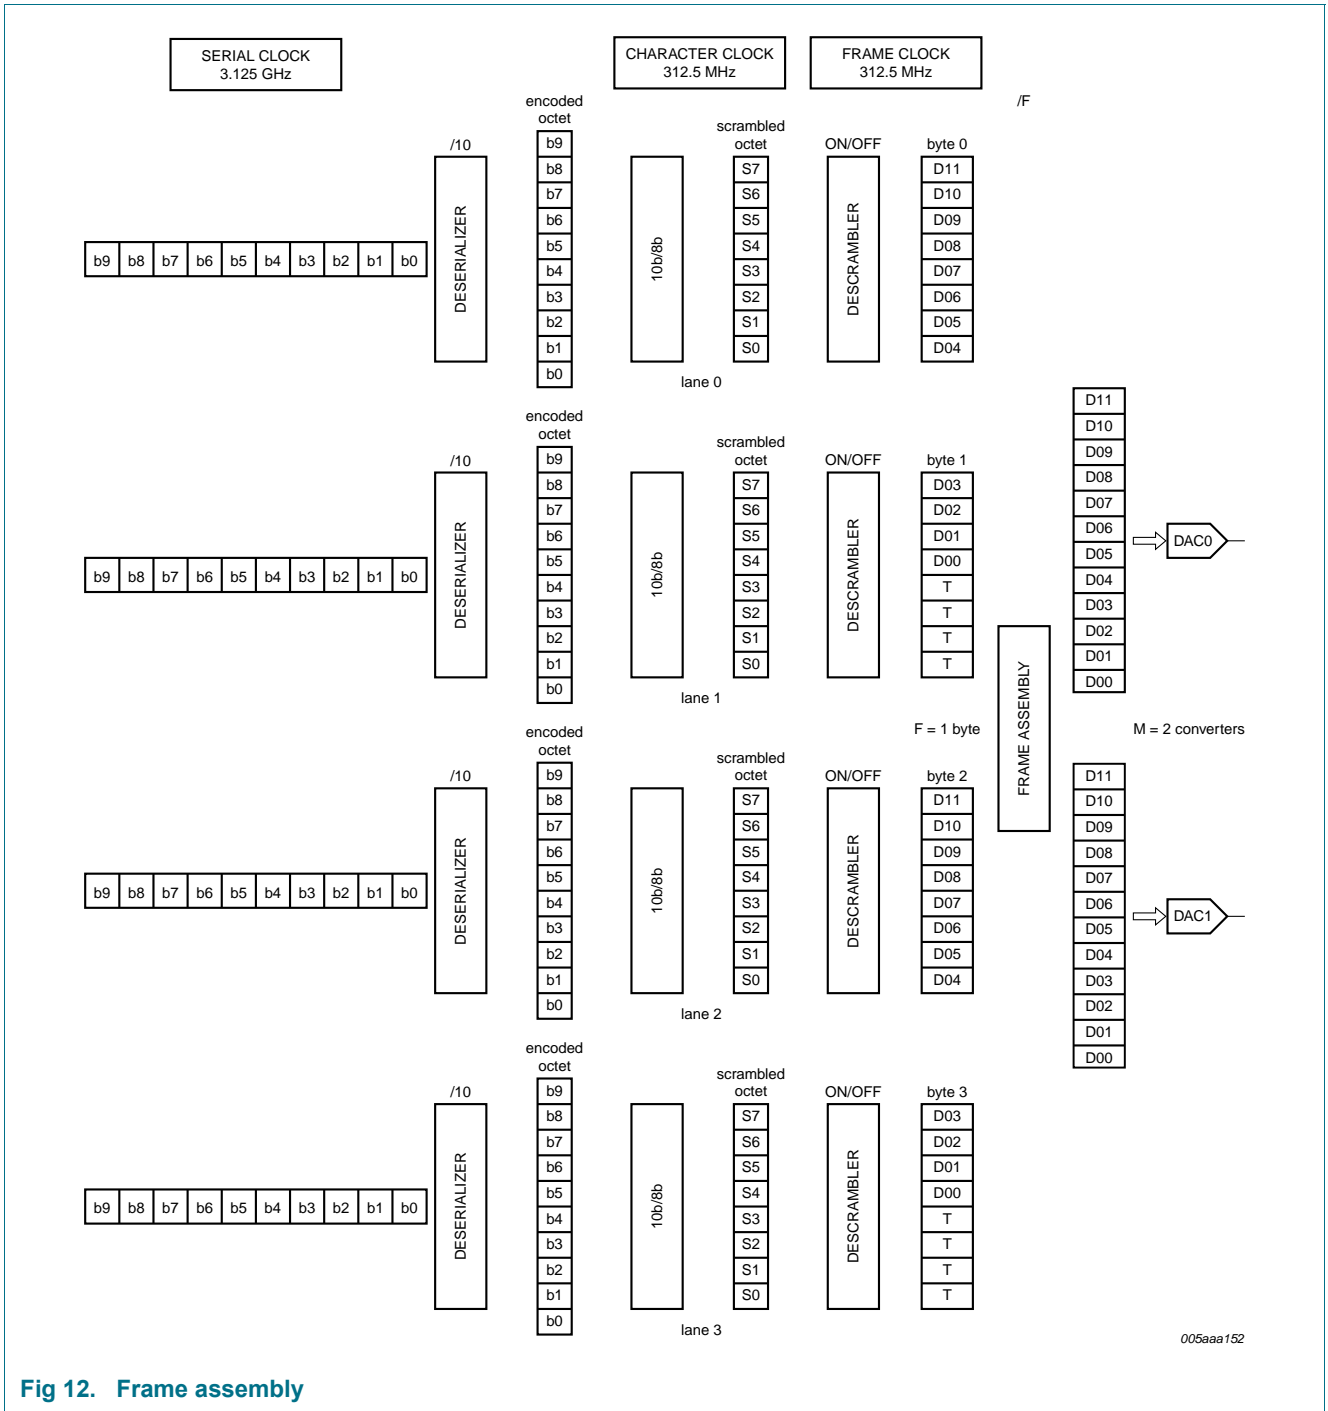 SERIAL CLOCK
3.125 GHz
CHARACTER CLOCK
312.5 MHz
FRAME CLOCK
312.5 MHz
/F
encoded
octet
/10
DESERIALIZER
b9 b8 b7 b6 b5 b4 b3 b2 b1 b0
b9
b8
b7
b6
b5
b4
b3
b2
b1
b0
10b/8b
scrambled
octet
S7
S6
S5
S4
S3
S2
S1
S0
lane 0
ON/OFF
DESCRAMBLER
byte 0
D11
D10
D09
D08
D07
D06
D05
D04
encoded
octet
/10
DESERIALIZER
b9 b8 b7 b6 b5 b4 b3 b2 b1 b0
b9
b8
b7
b6
b5
b4
b3
b2
b1
b0
10b/8b
scrambled
octet
S7
S6
S5
S4
S3
S2
S1
S0
lane 1
ON/OFF
DESCRAMBLER
byte 1
D03
D02
D01
D00
T
T
T
T
F = 1 byte
encoded
octet
/10
DESERIALIZER
b9 b8 b7 b6 b5 b4 b3 b2 b1 b0
b9
b8
b7
b6
b5
b4
b3
b2
b1
b0
10b/8b
scrambled
octet
S7
S6
S5
S4
S3
S2
S1
S0
lane 2
ON/OFF
DESCRAMBLER
byte 2
D11
D10
D09
D08
D07
D06
D05
D04
encoded
octet
/10
DESERIALIZER
b9 b8 b7 b6 b5 b4 b3 b2 b1 b0
b9
b8
b7
b6
b5
b4
b3
b2
b1
b0
10b/8b
scrambled
octet
S7
S6
S5
S4
S3
S2
S1
S0
lane 3
ON/OFF
DESCRAMBLER
byte 3
D03
D02
D01
D00
T
T
T
T
FRAME ASSEMBLY
D11
D10
D09
D08
D07
D06
D05
D04
D03
D02
D01
D00
DAC0
M = 2 converters
D11
D10
D09
D08
D07
D06
D05
D04
D03
D02
D01
D00
DAC1
005aaa152
Fig 12. Frame assembly